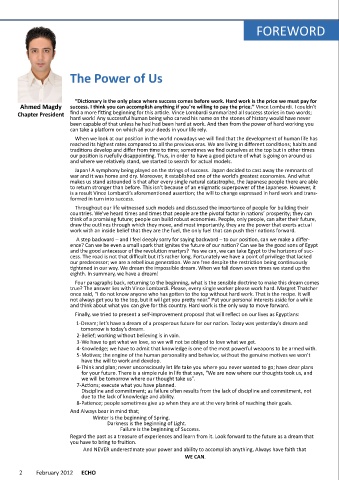 FOREWORD
The Power of Us
Ahmed Magdy
Chapter President
"Dictionary is the only place where success comes before work. Hard work is the price we must pay for
success. I think you can accomplish anything if you're willing to pay the price." Vince Lombardi. I couldn't
find a more fitting beginning for this article. Vince Lombardi summarized all success stories in two words;
hard work! Any successful human being who carved his name on the stones of history would have never
been capable of that unless he had had been hard at work. And then from the power of hard working you
can take a platform on which all your deeds in your life rely.
When we look at our position in the world nowadays we will find that the development of human life has
reached its highest rates compared to all the previous eras. We are living in different conditions; habits and
traditions develop and differ from time to time; sometimes we find ourselves at the top but in other times
our position is ruefully disappointing. Thus, in order to have a good picture of what is going on around us
and where we relatively stand, we started to search for actual models.
Japan! A symphony being played on the strings of success. Japan decided to cast away the remnants of
war and it was home and dry. Moreover, it established one of the world's greatest economies. And what
makes us stand astounded is that after every single natural catastrophe, the Japanese people there are able
to return stronger than before. This isn't because of an enigmatic superpower of the Japanese. However, it
is a result Vince Lombardi's aforementioned assertion; the will to change expressed in hard work and trans-
formed in turn into success.
Throughout our life witnessed such models and discussed the importance of people for building their
countries. We've heard times and times that people are the pivotal factor in nations' prosperity, they can
think of a promising future; people can build robust economies. People, only people, can alter their future,
draw the outlines through which they move, and most importantly, they are the power that exerts actual
work with an inside belief that they are the fuel, the only fuel that can push their nations forward.
A step backward – and I feel deeply sorry for saying backward – to our position, can we make a differ-
ence? Can we be even a small spark that ignites the future of our nation? Can we be the good sons of Egypt
and the good ambassadors of the revolution martyrs? Yes we can, we can take Egypt to the horizons of suc-
cess. The road is not that difficult but it's rather long. Fortunately we have a point of privilege that lacked
our predecessor; we are a rebellious generation. We are free despite the restriction being continuously
tightened in our way. We dream the impossible dream. When we fall down seven times we stand up the
eighth. In summary, we have a dream!
Four paragraphs back, returning to the beginning, what is the sensible doctrine to make this dream comes
true? The answer lies with Vince Lombardi. Please, every single worker please work hard. Margret Thatcher
once said, "I do not know anyone who has gotten to the top without hard work. That is the recipe. It will
not always get you to the top, but it will get you pretty near." Put your personal interests aside for a while
and think about what you can give for this country. Hard work is the only way to move forward.
Finally, we tried to present a self-improvement proposal that will reflect on our lives as Egyptians:
1-Dream; let's have a dream of a prosperous future for our nation. Today was yesterday's dream and
tomorrow is today's dream.
2-Belief; working without believing is in vain.
3-We have to get what we love, so we will not be obliged to love what we got.
4-Knowledge; we have to admit that knowledge is one of the most powerful weapons to be armed with.
5-Motives; the engine of the human personality and behavior, without the genuine motives we won't
have the will to work and develop.
6-Think and plan; never unconsciously let life take you where you never wanted to go; have clear plans
for your future. There is a simple rule in life that says, "We are now where our thoughts took us, and
we will be tomorrow where our thought take us".
7-Actions; execute what you have planned.
Discipline and commitment; as failure often results from the lack of discipline and commitment, not
due to the lack of knowledge and ability.
8-Patience; people sometimes give up when they are at the very brink of reaching their goals.
And Always bear in mind that;
Winter is the beginning of Spring.
Darkness is the beginning of Light.
Failure is the beginning of Success.
Regard the past as a treasure of experiences and learn from it. Look forward to the future as a dream that
you have to bring to fruition.
And NEVER underestimate your power and ability to accomplish anything, Always have faith that
WE CAN.
2 February 2012 ECHO